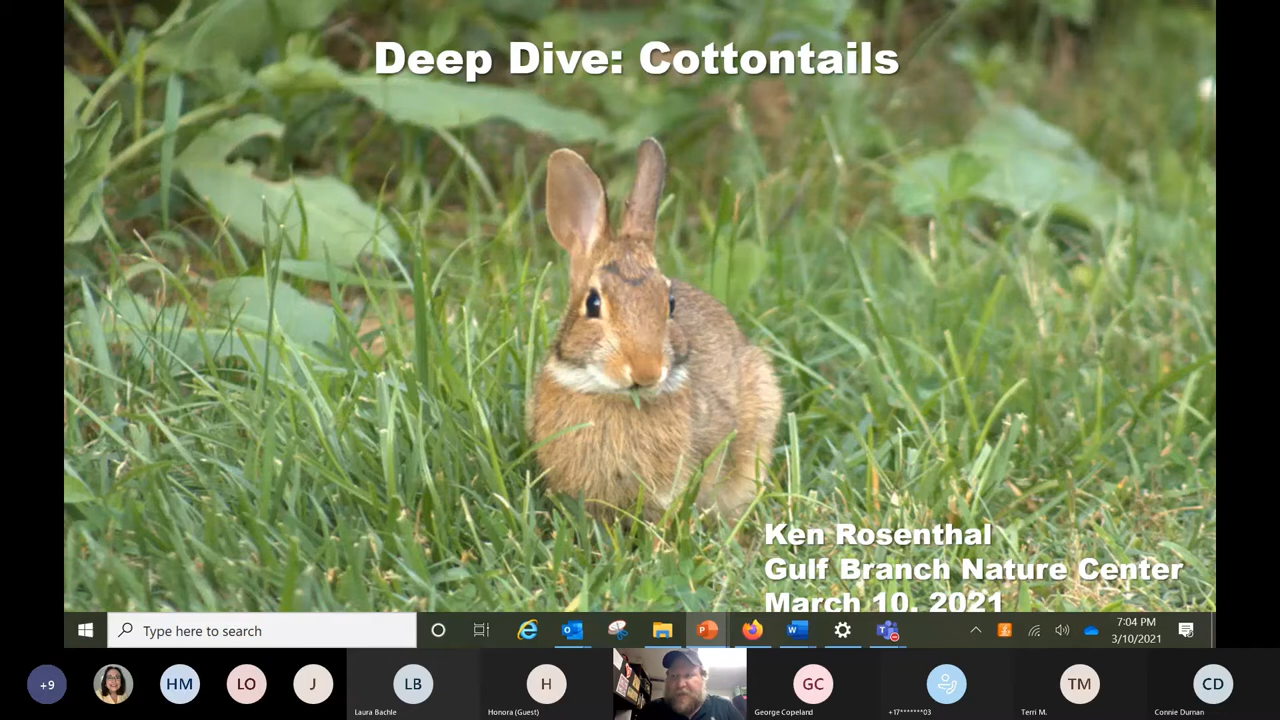 Deep Dive: Cottontails
Ken Rosenthal
Gulf Branch Nature Center
March 10, 2021
Type here to search
7:04 PM
3/10/2021
+9
HM
LO
J
LB
H
GC
TM
CD
Laura Bachle
Honora (Guest)
George Copeland
+17*******03
Terri M.
Connie Durnan